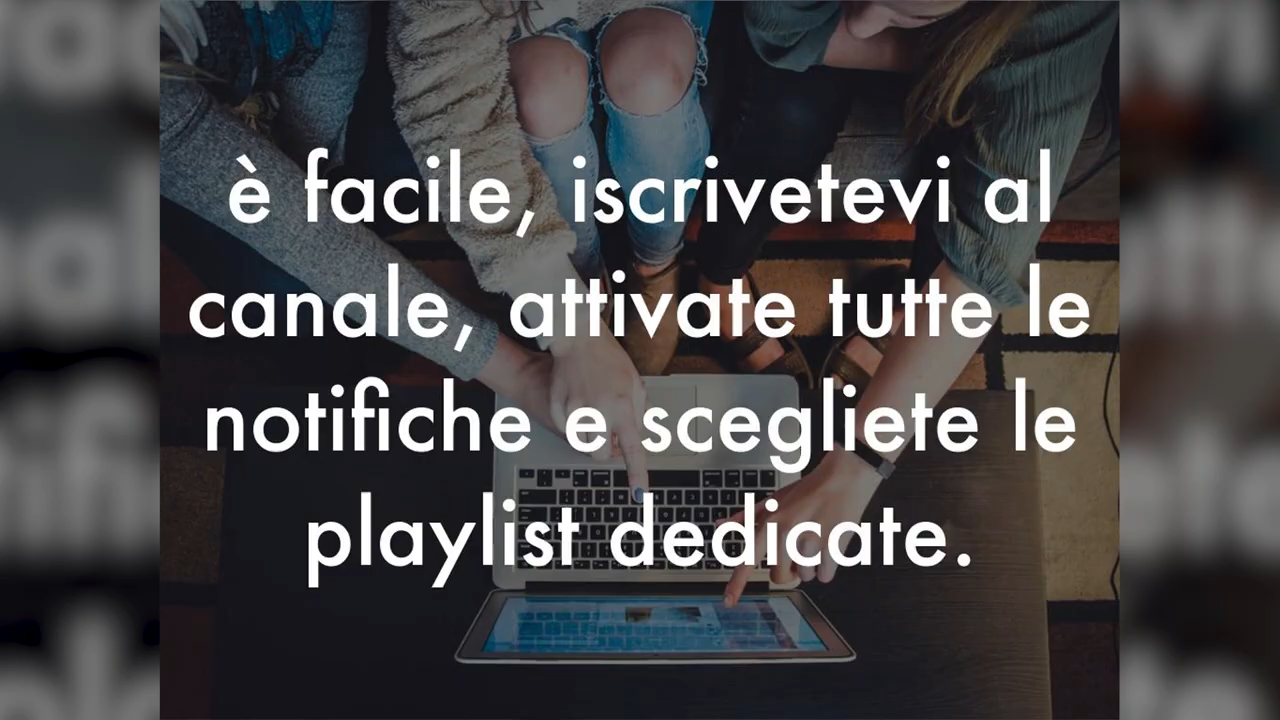 è facile, iscrivetevi al
canale, attivate tutte le
notifiche e scegliete le
playlist dedicate.